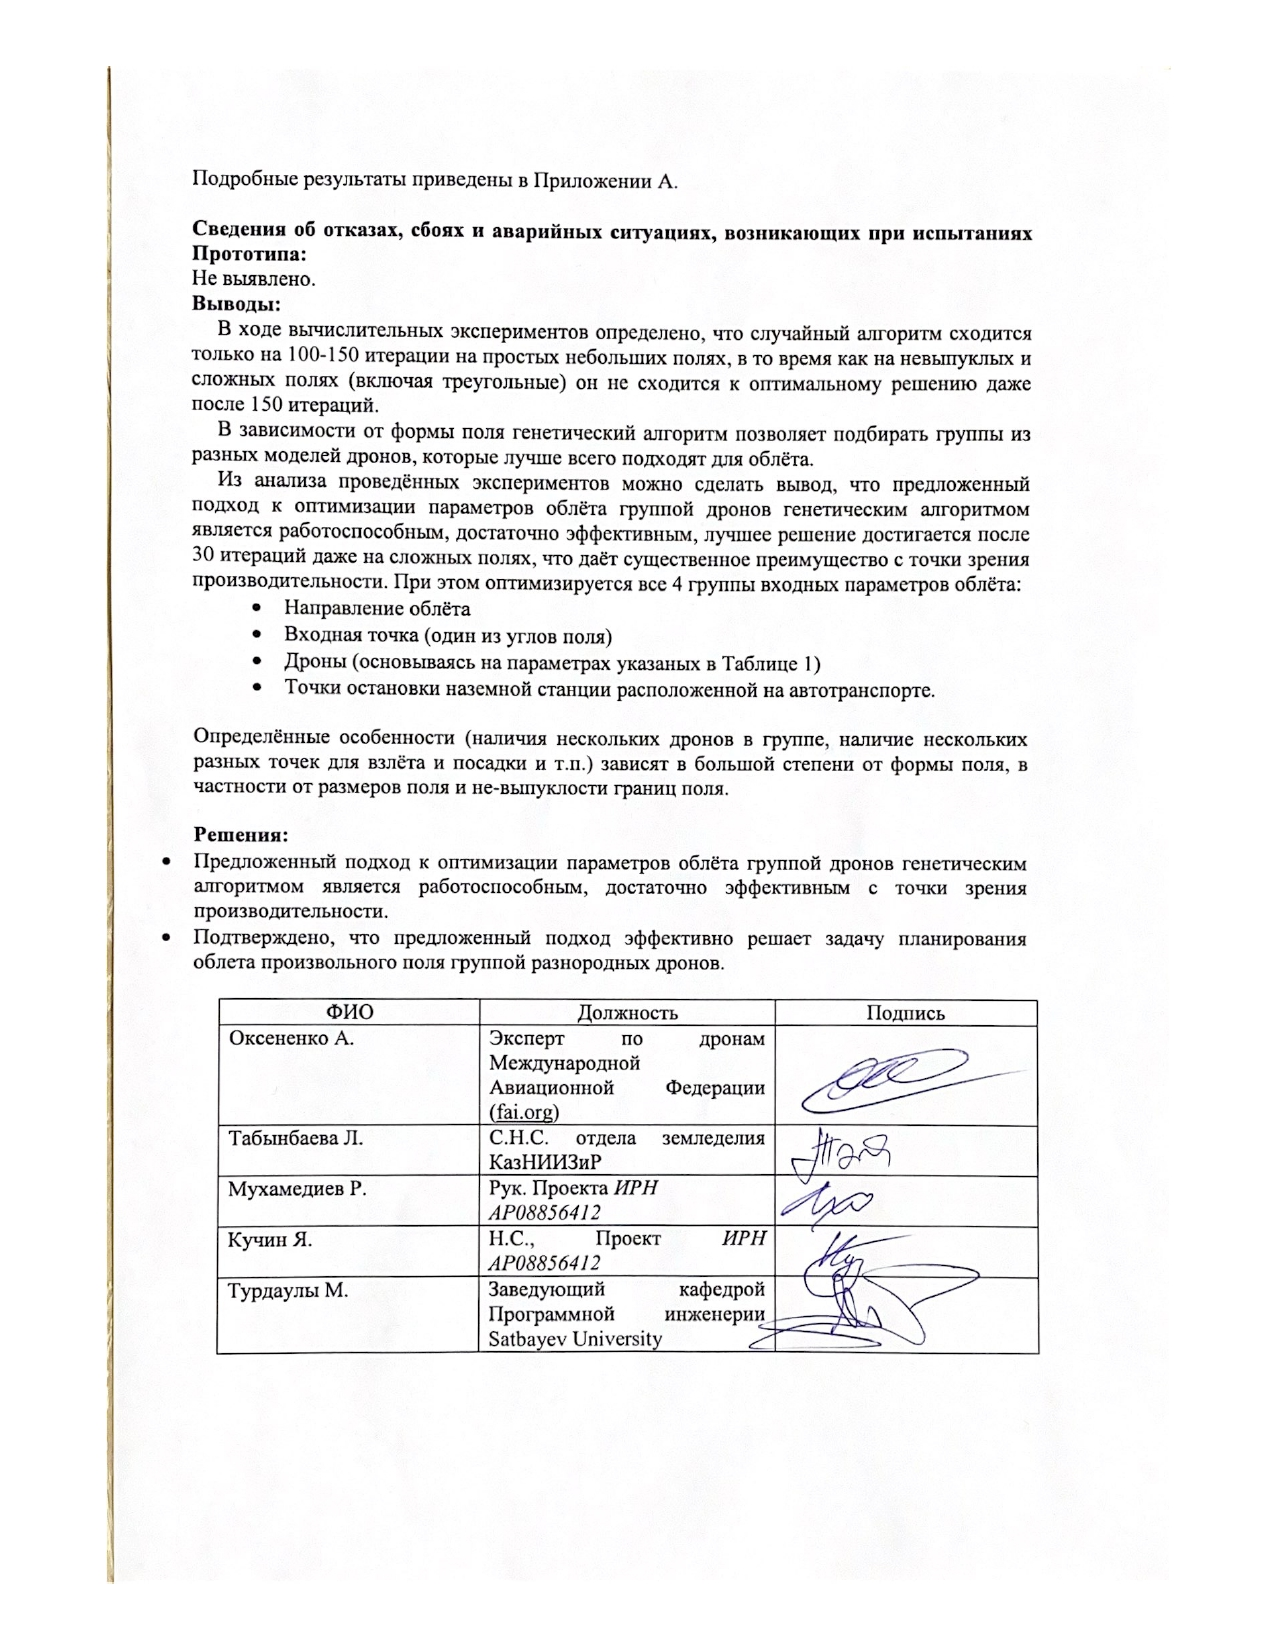 Подробные результаты приведены в Приложении А.
Сведения об отказах, сбоях и аварийных ситуациях, возникающих при испытаниях
Прототипа:
Не выявлено.
Выводы:
В ходе вычислительных экспериментов определено, что случайный алгоритм сходится
только на 100-150 итерации на простых небольших полях, в то время как на невыпуклых и
сложных полях (включая треугольные) он не сходится к оптимальному решению даже
после 150 итераций.
В зависимости от формы поля генетический алгоритм позволяет подбирать группы из
разных моделей дронов, которые лучше всего подходят для облёта.
Из анализа проведённых экспериментов можно сделать вывод, что предложенный
подход к оптимизации параметров облёта группой дронов генетическим алгоритмом
является работоспособным, достаточно эффективным, лучшее решение достигается после
30 итераций даже на сложных полях, что даёт существенное преимущество с точки зрения
производительности. При этом оптимизируется все 4 группы входных параметров облёта:
• Направление облёта
• Входная точка (один из углов поля)
• Дроны (основываясь на параметрах указаных в Таблице 1)
• Точки остановки наземной станции расположенной на автотранспорте.
Определённые особенности (наличия нескольких дронов в группе, наличие нескольких
разных точек для взлёта и посадки и т.п.) зависят в большой степени от формы поля, в
частности от размеров поля и не-выпуклости границ поля.
Решения:
• Предложенный подход к оптимизации параметров облёта группой дронов генетическим
алгоритмом является работоспособным, достаточно эффективным с точки зрения
производительности.
• Подтверждено, что предложенный подход эффективно решает задачу планирования
облета произвольного поля группой разнородных дронов.
ФИО Должность Подпись
Оксененко А. Эксперт по дронам
Международной
Авиационной Федерации
(fai.org)
Табынбаева Л. С.Н.С. отдела земледелия
КазНИИЗиР
Мухамедиев Р. Рук. Проекта ИРН
АР08856412
Кучин Я. Н.С., Проект ИРН
АР08856412
Турдаулы М. Заведующий кафедрой
Программной инженерии
Satbayev University